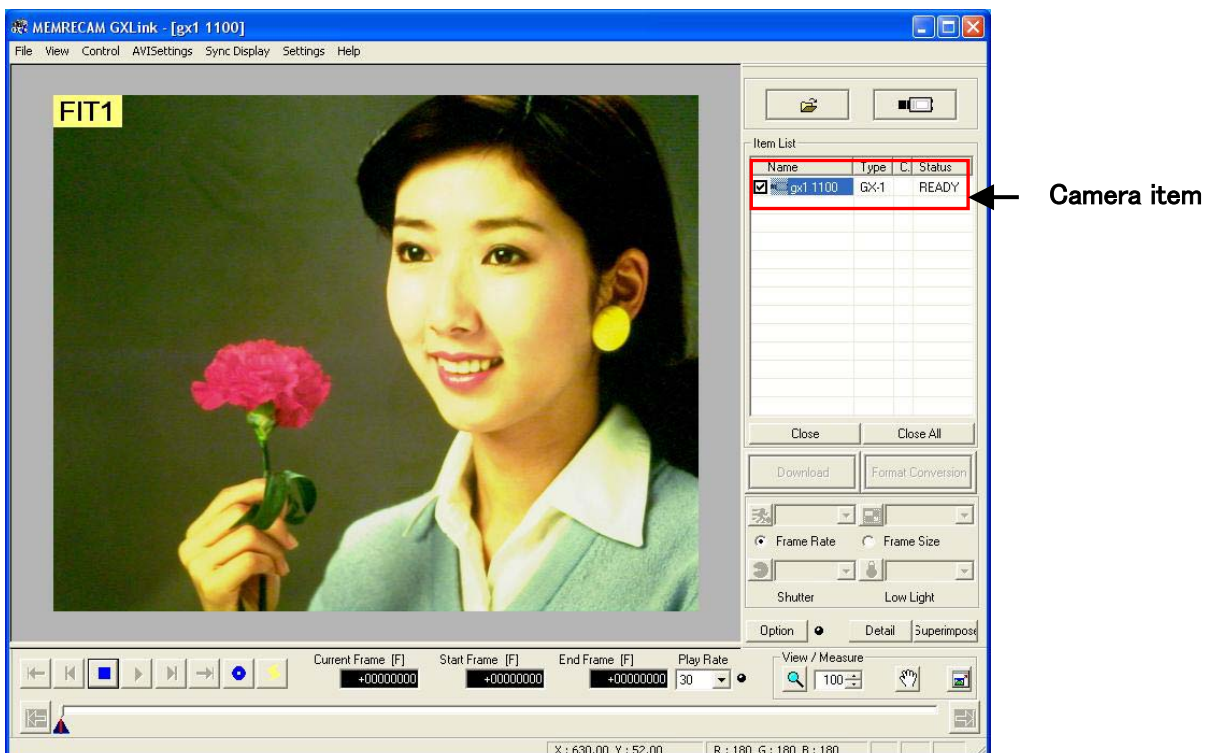 MEMRECAM GXLink - [gx1 1100]
File View Control AVISettings Sync Display Settings Help
FIT1
Item List
Name Type C. Status
gx1 1100 GX-1 READY
Camera item
Close Close All
Download Format Conversion
Frame Rate Frame Size
Shutter Low Light
Option Detail Superimpose
Current Frame [F] Start Frame [F] End Frame [F] Play Rate View / Measure
+00000000 +00000000 +00000000 30 100
X : 630.00 Y : 52.00 R : 180 G : 180 B : 180